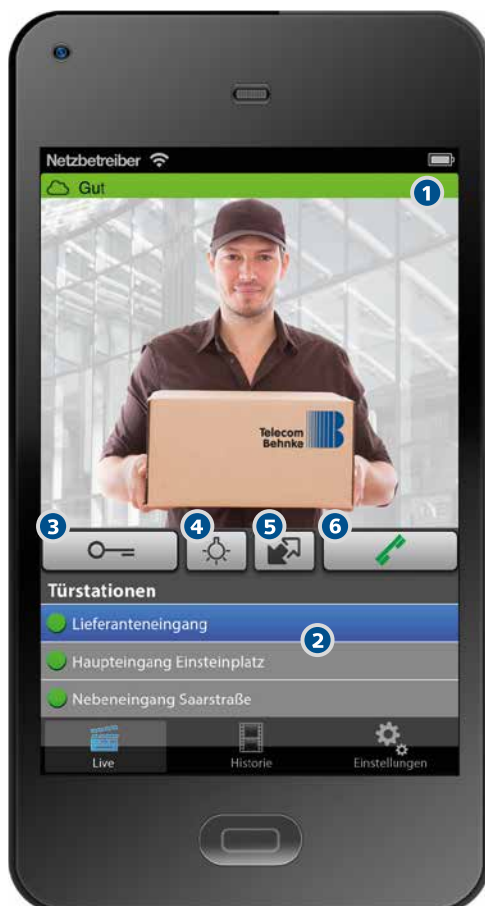 Netzbetreiber
Gut
1
Telecom
Behnke
3
4
5
6
Türstationen
Lieferanteneingang
2
Haupteingang Einsteinplatz
Nebeneingang Saarstraße
Live
Historie
Einstellungen